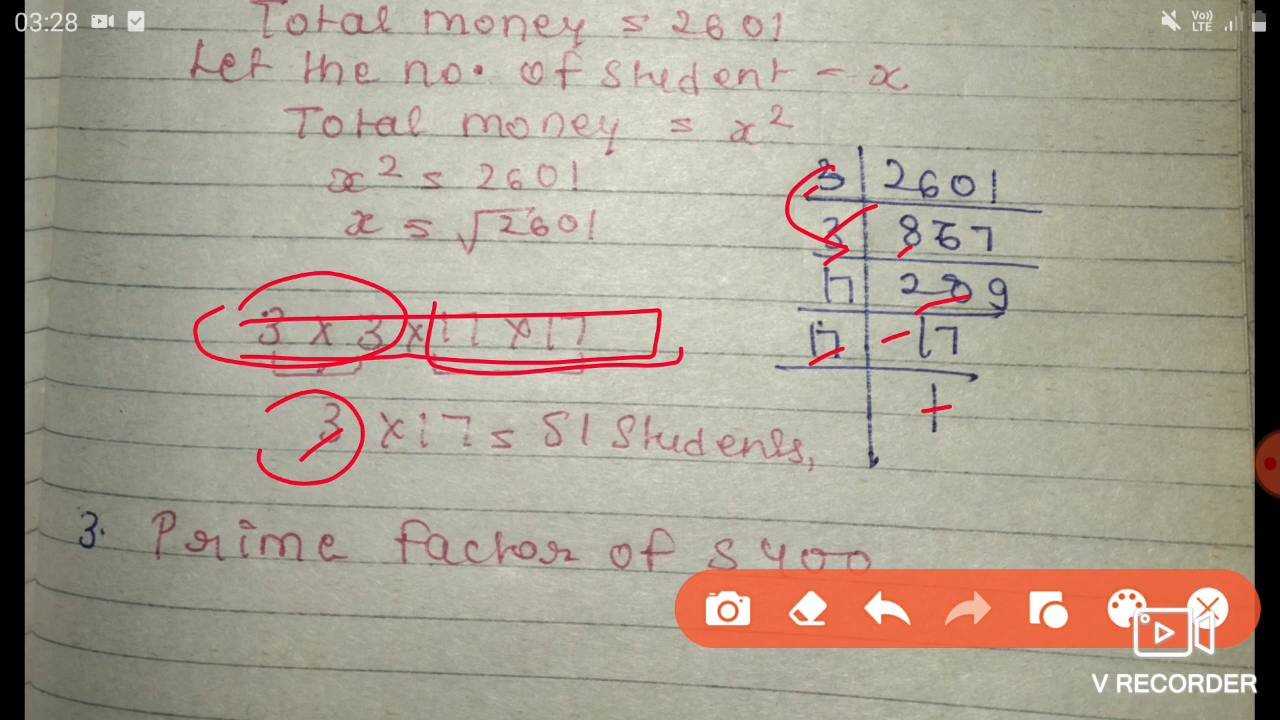 03:28
Vo)) LTE
Total money = 2601
Let the no. of student - x
Total money = x²
x² = 2601
x = √2601
3 x 3 x 17 x 17
3 x 17 = 51 Students,
3 | 2601
3 | 867
17 | 289
17 | 17
1
3. Prime factor of 5400
V RECORDER